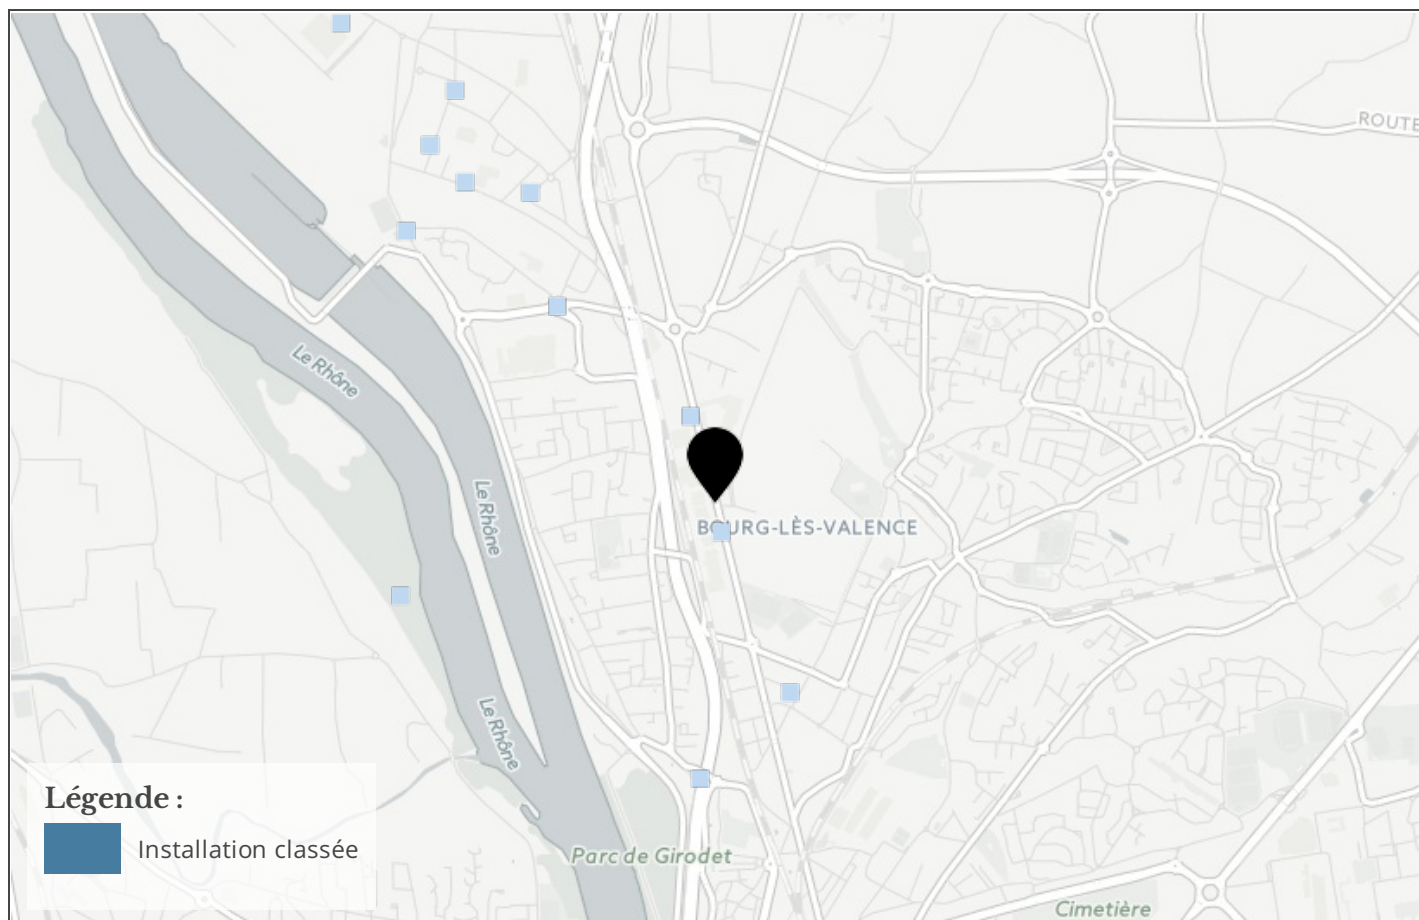 ROUTE
Le Rhône
Le Rhône
BOURG-LÈS-VALENCE
Le Rhône
Légende :
Installation classée
Parc de Girodet
Cimetière